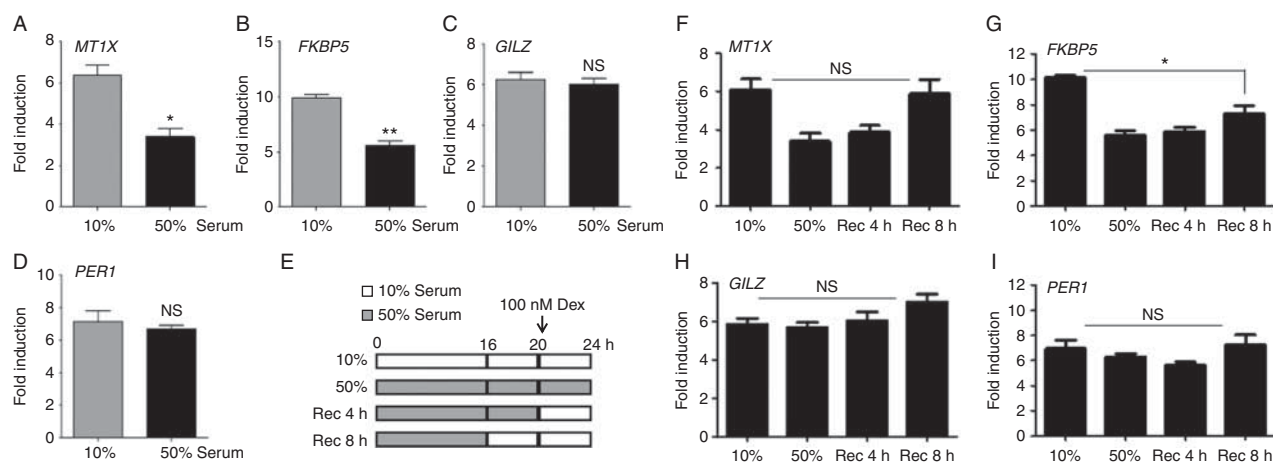 A
MT1X
Fold induction
8
6
4
2
0
*
10%
50% Serum
B
FKBP5
Fold induction
15
10
5
0
**
10%
50% Serum
C
GILZ
Fold induction
8
6
4
2
0
NS
10%
50% Serum
F
MT1X
Fold induction
8
6
4
2
0
NS
10%
50%
Rec 4 h
Rec 8 h
G
FKBP5
Fold induction
12
10
8
6
10
12
0
*
10%
50%
Rec 4 h
Rec 8 h
D
PER1
Fold induction
10
8
6
4
2
0
NS
10%
50% Serum
E
10% Serum
50% Serum
100 nM Dex
0 16 20 24 h
10%
50%
Rec 4 h
Rec 8 h
H
GILZ
Fold induction
8
6
4
2
0
NS
10%
50%
Rec 4 h
Rec 8 h
I
PER1
Fold induction
12
10
8
6
10
12
0
NS
10%
50%
Rec 4 h
Rec 8 h